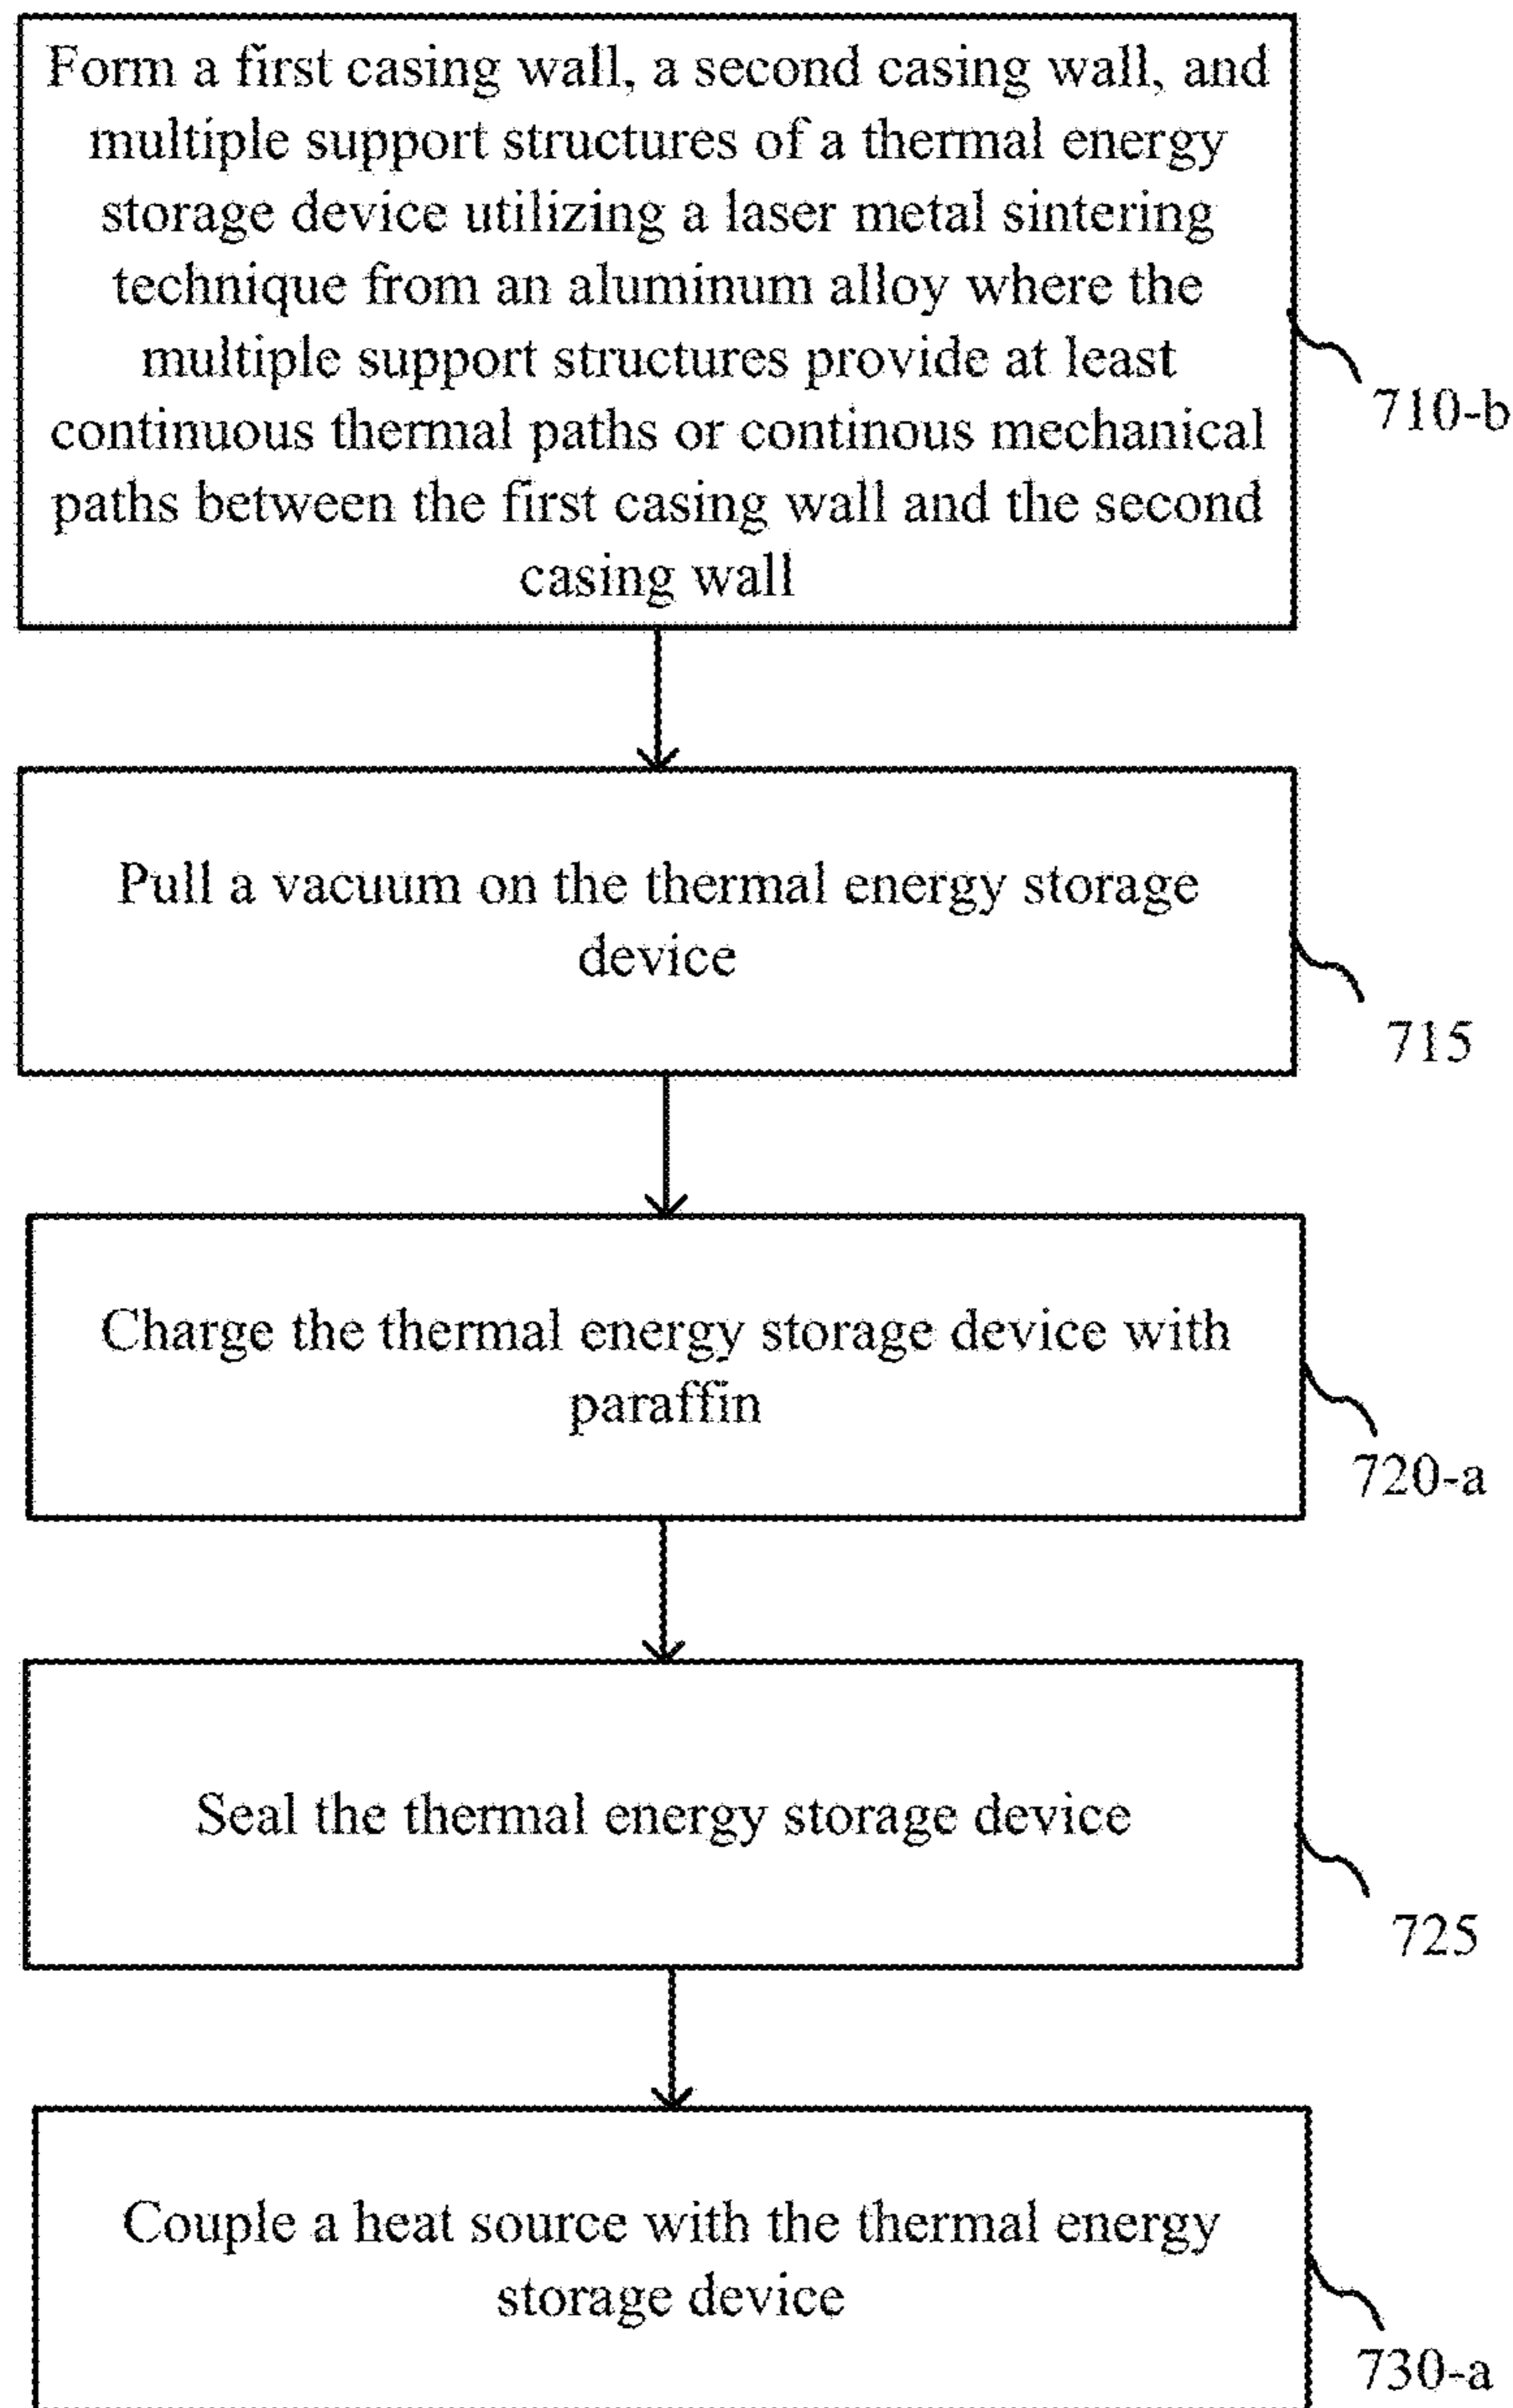 Form a first casing wall, a second casing wall, and
multiple support structures of a thermal energy
storage device utilizing a laser metal sintering
technique from an aluminum alloy where the
multiple support structures provide at least
continuous thermal paths or continous mechanical
paths between the first casing wall and the second
casing wall
710-b
Pull a vacuum on the thermal energy storage
device
715
Charge the thermal energy storage device with
paraffin
720-a
Seal the thermal energy storage device
725
Couple a heat source with the thermal energy
storage device
730-a